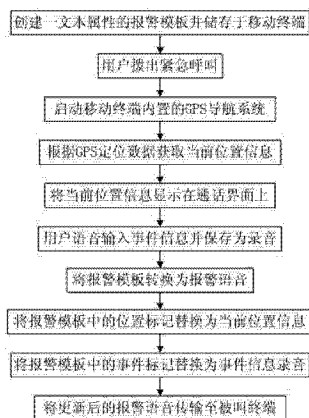 创建一文本属性的报警模板并储存于移动终端
用户拨出紧急呼叫
启动移动终端内置的GPS导航系统
根据GPS定位数据获取当前位置信息
将当前位置信息显示在通话界面上
用户语音输入事件信息并保存为录音
将报警模板转换为报警语音
将报警模板中的位置标记替换为当前位置信息
将报警模板中的事件标记替换为事件信息录音
将更新后的报警语音传输至被叫终端